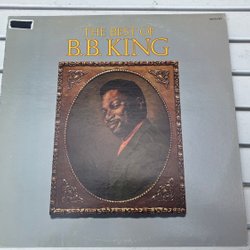 THE BEST OF
B.B. KING